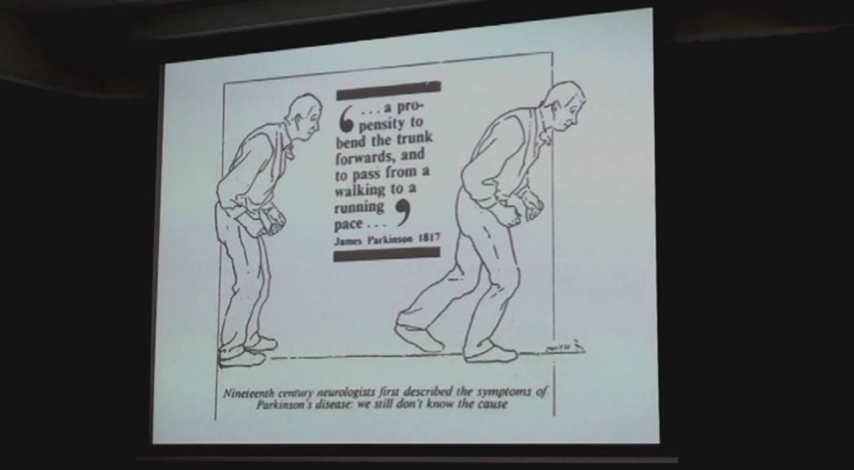 ‘ ... a pro-
pensity to
bend the trunk
forwards, and
to pass from a
walking to a
running
pace ... ’
James Parkinson 1817
Nineteenth century neurologists first described the symptoms of
Parkinson's disease: we still don't know the cause